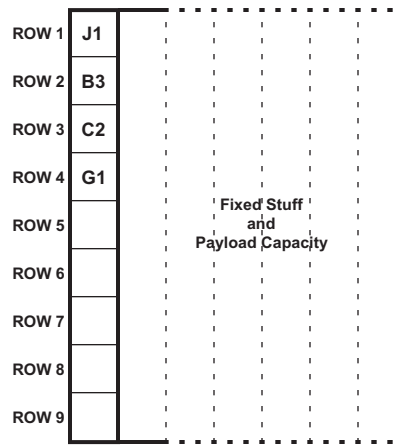 ROW 1 J1
ROW 2 B3
ROW 3 C2
ROW 4 G1
Fixed Stuff
and
Payload Capacity
ROW 5
ROW 6
ROW 7
ROW 8
ROW 9